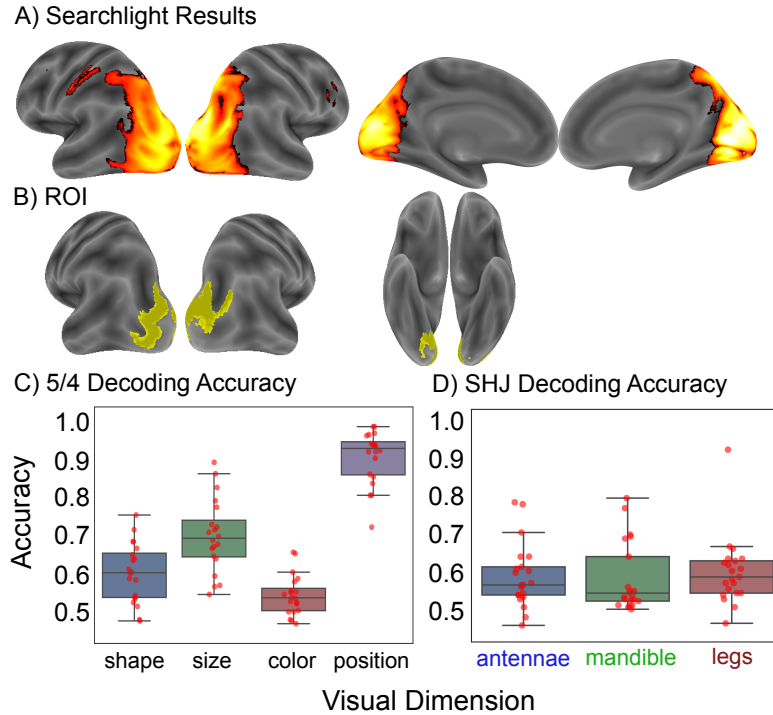 A) Searchlight Results
B) ROI
C) 5/4 Decoding Accuracy
D) SHJ Decoding Accuracy
Accuracy
1.0
0.9
0.8
0.7
0.6
0.5
shape size color position
1.0
0.9
0.8
0.7
0.6
0.5
antennae mandible legs
Visual Dimension